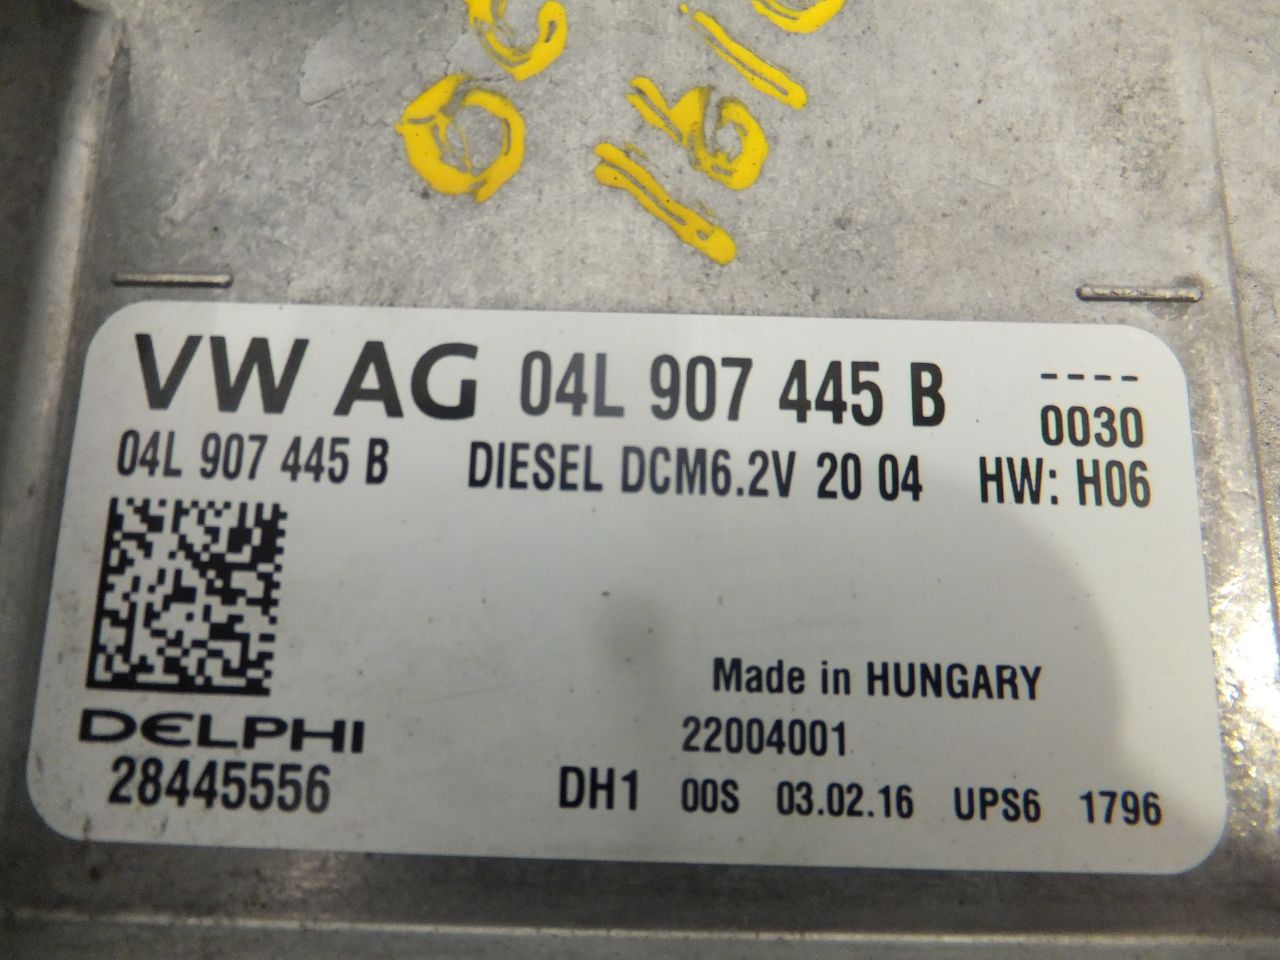 VW AG 04L 907 445 B ----
0030
04L 907 445 B DIESEL DCM6.2V 20 04 HW: H06
Made in HUNGARY
DELPHI 22004001
28445556 DH1 00S 03.02.16 UPS6 1796